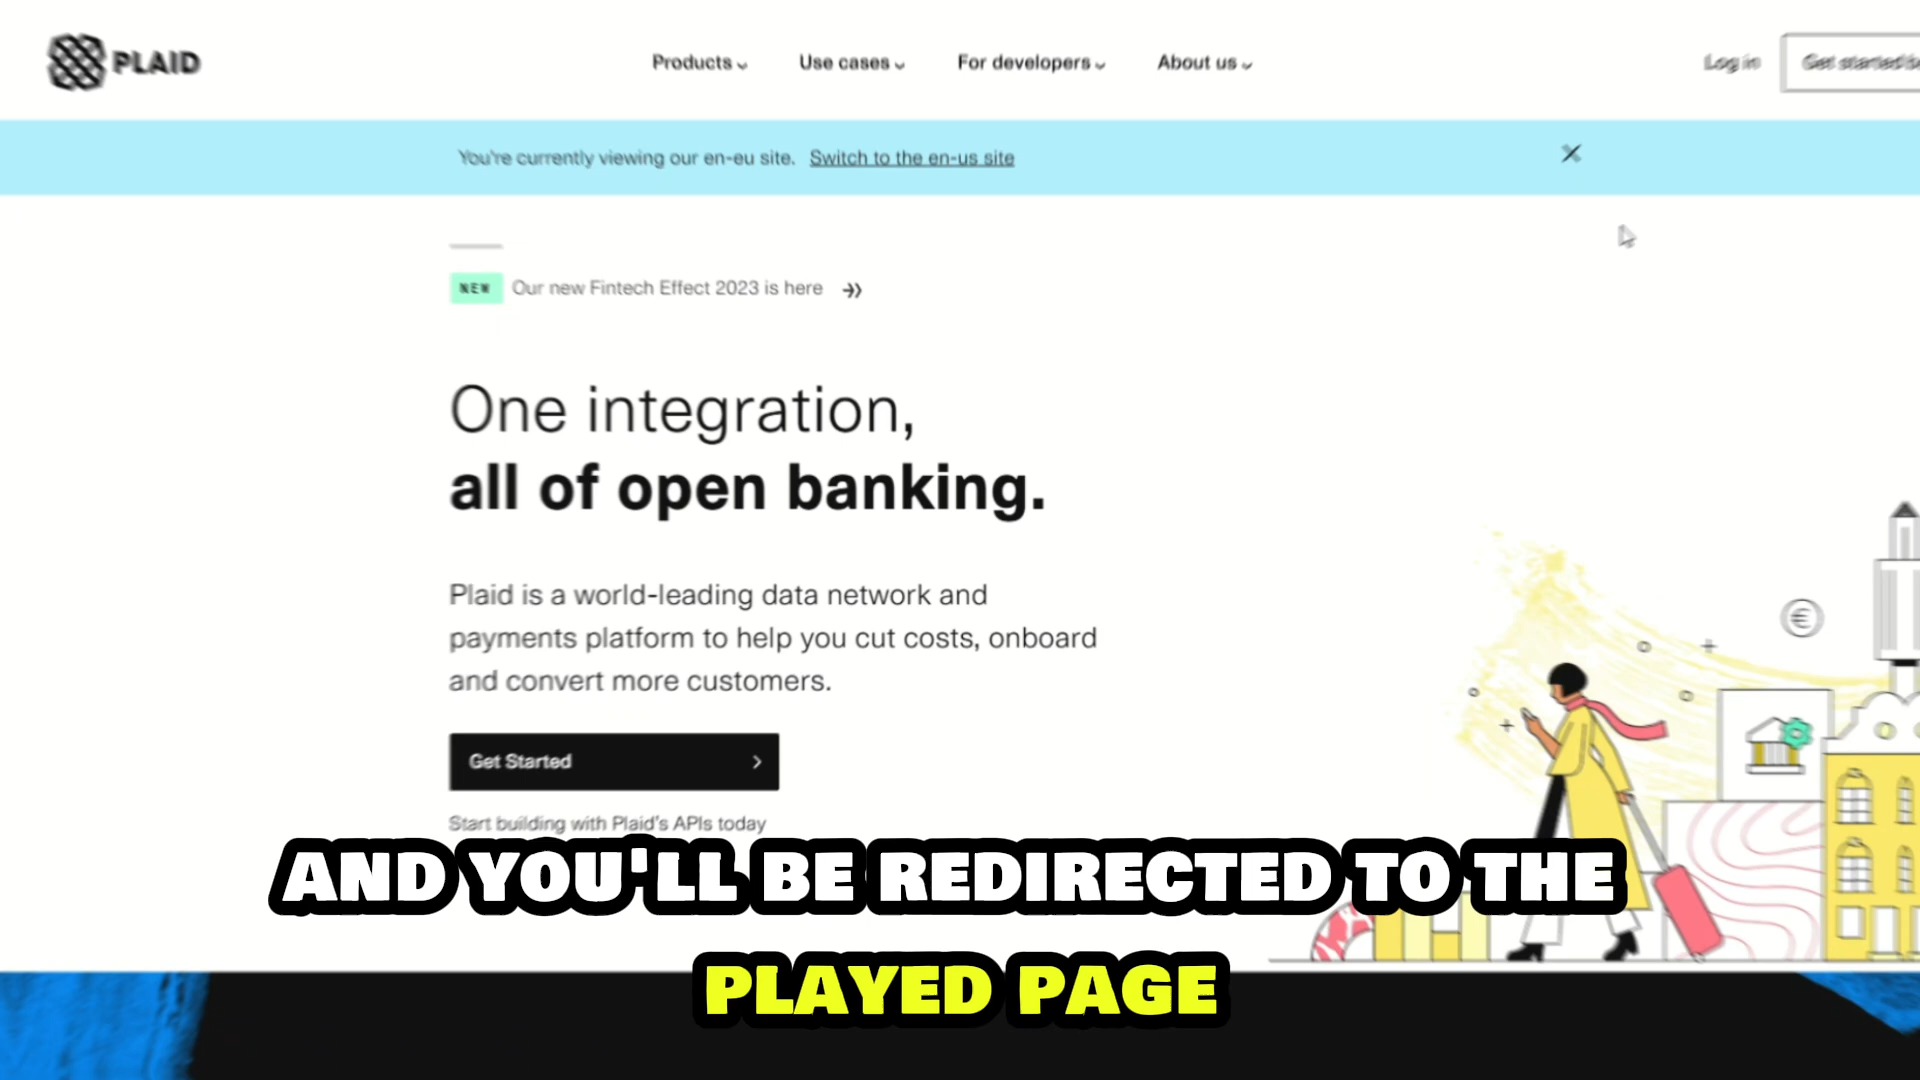 PLAID
Products
Use cases
For developers
About us
Log in
Get started
You're currently viewing our en-eu site. Switch to the en-us site
NEW Our new Fintech Effect 2023 is here
One integration,
all of open banking.
Plaid is a world-leading data network and
payments platform to help you cut costs, onboard
and convert more customers.
Get Started
Start building with Plaid's APIs today
AND YOU'LL BE REDIRECTED TO THE
PLAYED PAGE